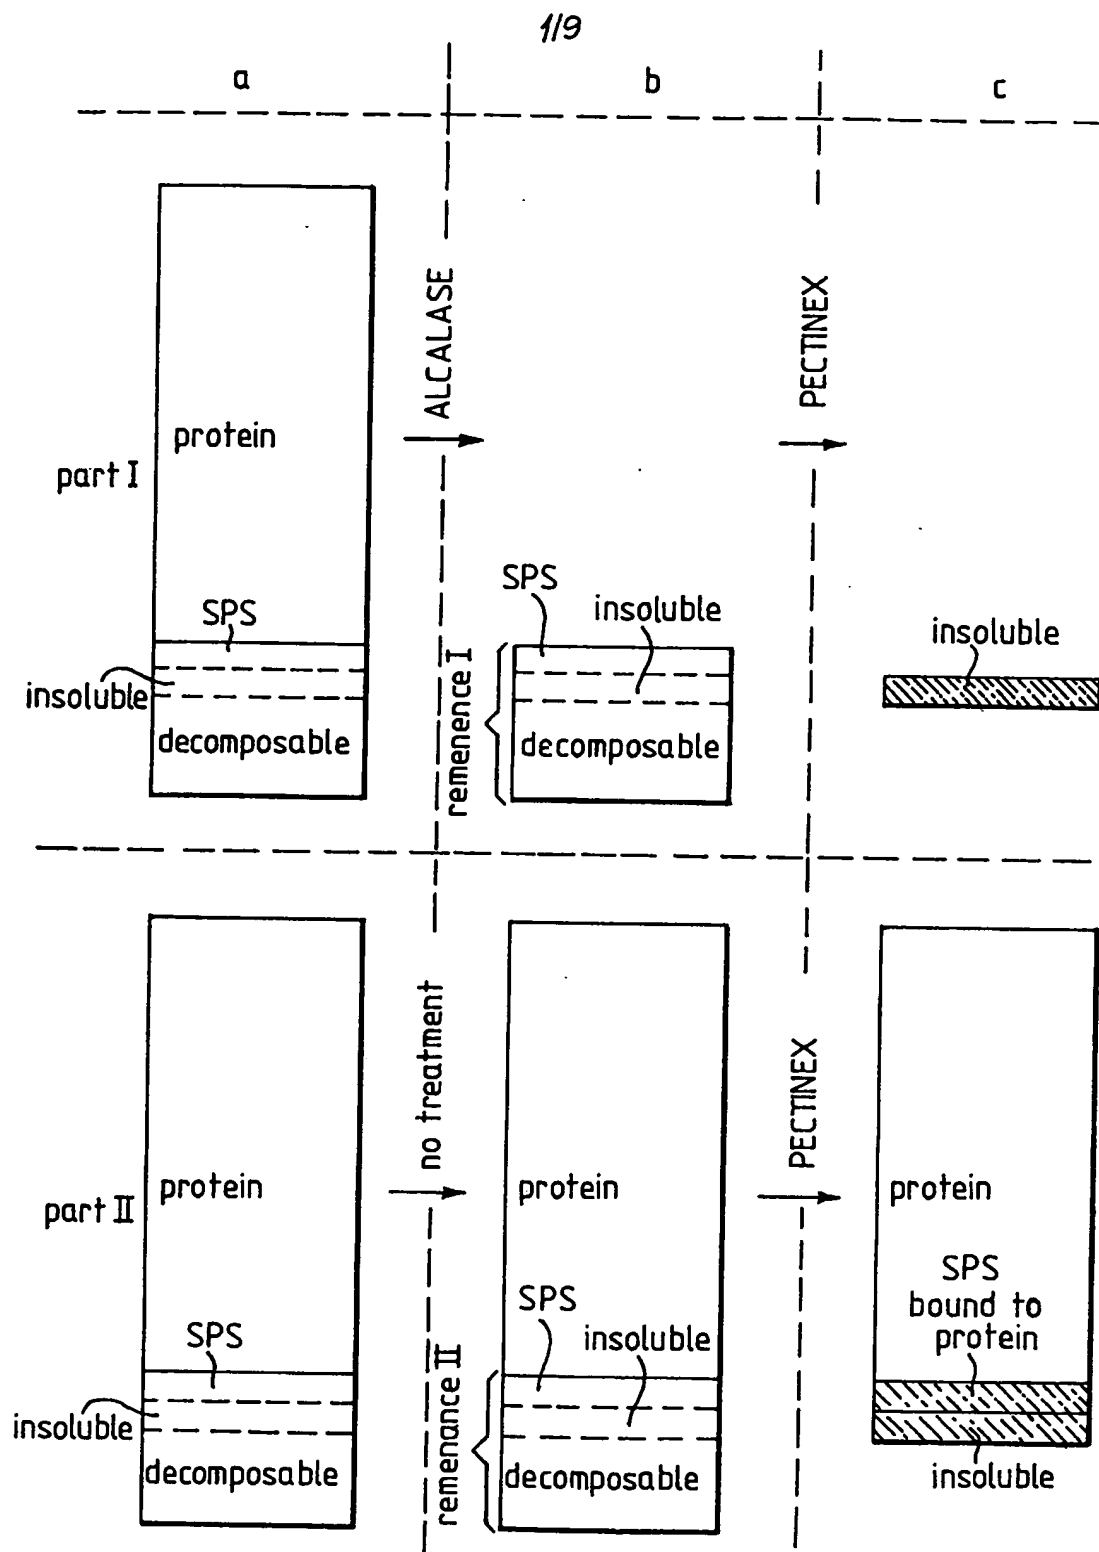 1/9
a
b
c
ALCALASE
PECTINEX
protein
part I
SPS
insoluble
decomposable
remenence I
SPS
insoluble
decomposable
insoluble
no treatment
PECTINEX
protein
part II
SPS
insoluble
decomposable
remenance II
protein
SPS
insoluble
decomposable
protein
SPS
bound to
protein
insoluble